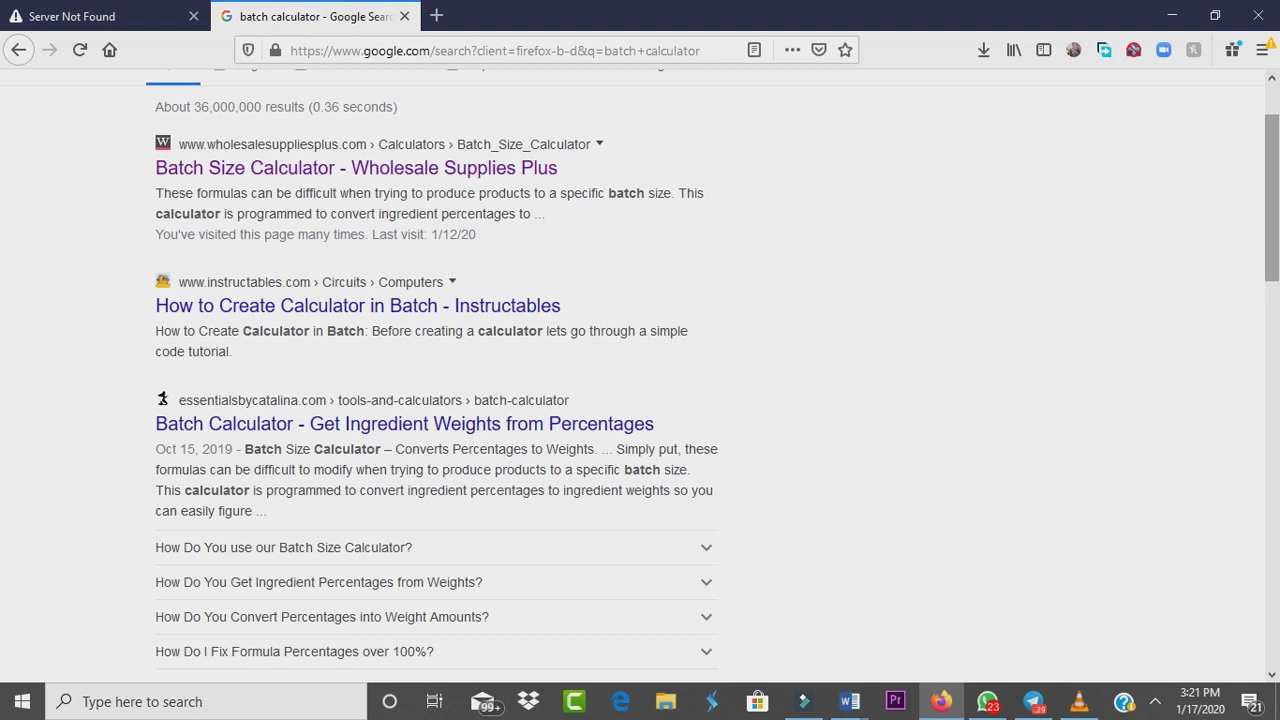 Server Not Found
batch calculator - Google Searc
https://www.google.com/search?client=firefox-b-d&q=batch+calculator
About 36,000,000 results (0.36 seconds)
www.wholesalesuppliesplus.com › Calculators › Batch_Size_Calculator
Batch Size Calculator - Wholesale Supplies Plus
These formulas can be difficult when trying to produce products to a specific batch size. This
calculator is programmed to convert ingredient percentages to ...
You've visited this page many times. Last visit: 1/12/20
www.instructables.com › Circuits › Computers
How to Create Calculator in Batch - Instructables
How to Create Calculator in Batch: Before creating a calculator lets go through a simple
code tutorial.
essentialsbycatalina.com › tools-and-calculators › batch-calculator
Batch Calculator - Get Ingredient Weights from Percentages
Oct 15, 2019 - Batch Size Calculator – Converts Percentages to Weights. ... Simply put, these
formulas can be difficult to modify when trying to produce products to a specific batch size.
This calculator is programmed to convert ingredient percentages to ingredient weights so you
can easily figure ...
How Do You use our Batch Size Calculator?
How Do You Get Ingredient Percentages from Weights?
How Do You Convert Percentages into Weight Amounts?
How Do I Fix Formula Percentages over 100%?
Type here to search
99+
Pr
23
29
3:21 PM
1/17/2020
21